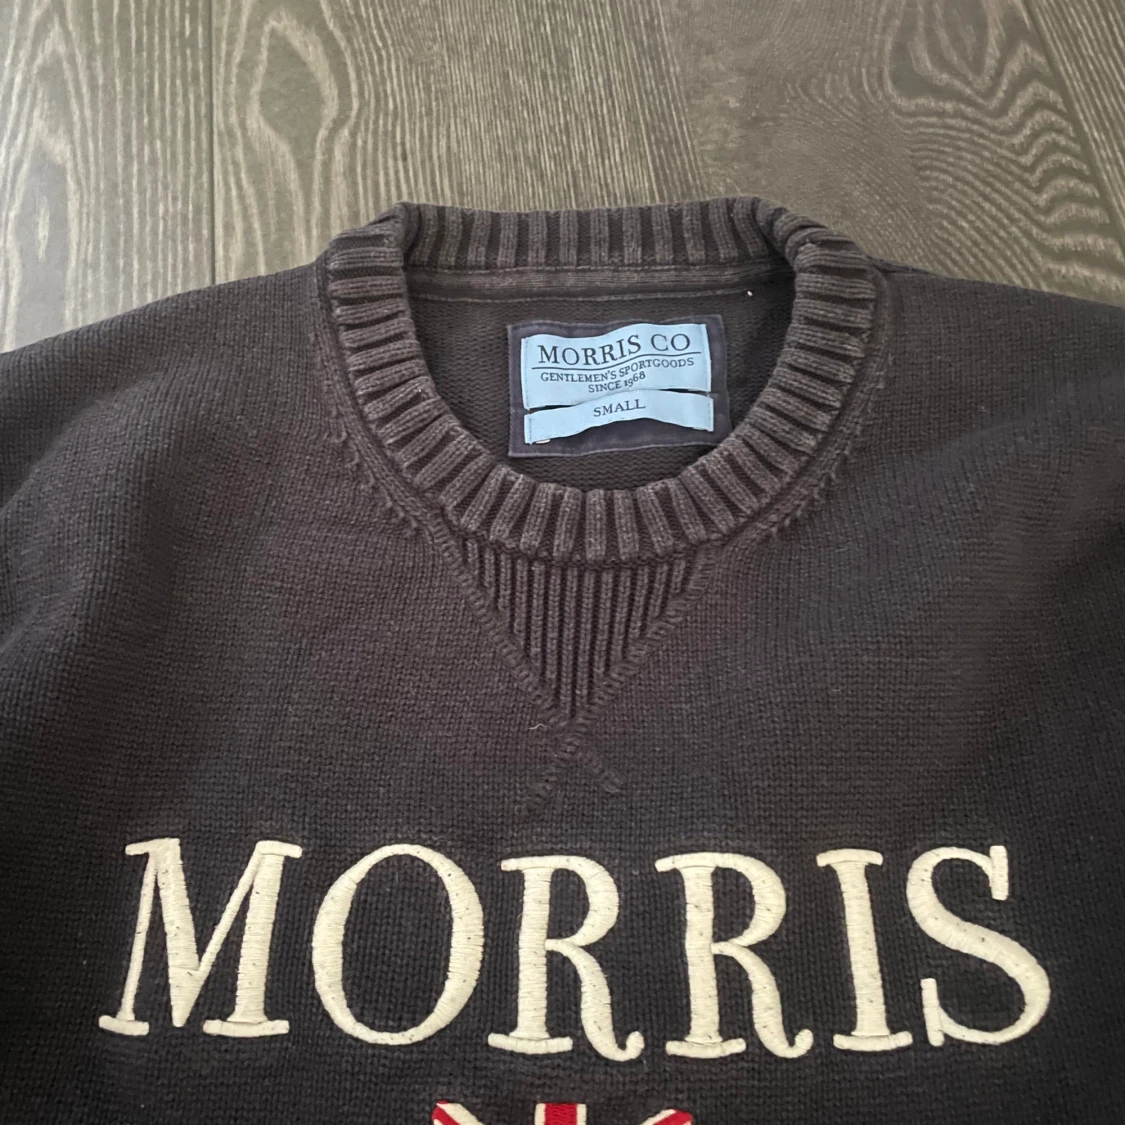 MORRIS CO
GENTLEMEN'S SPORTGOODS
SINCE 1968
SMALL
MORRIS